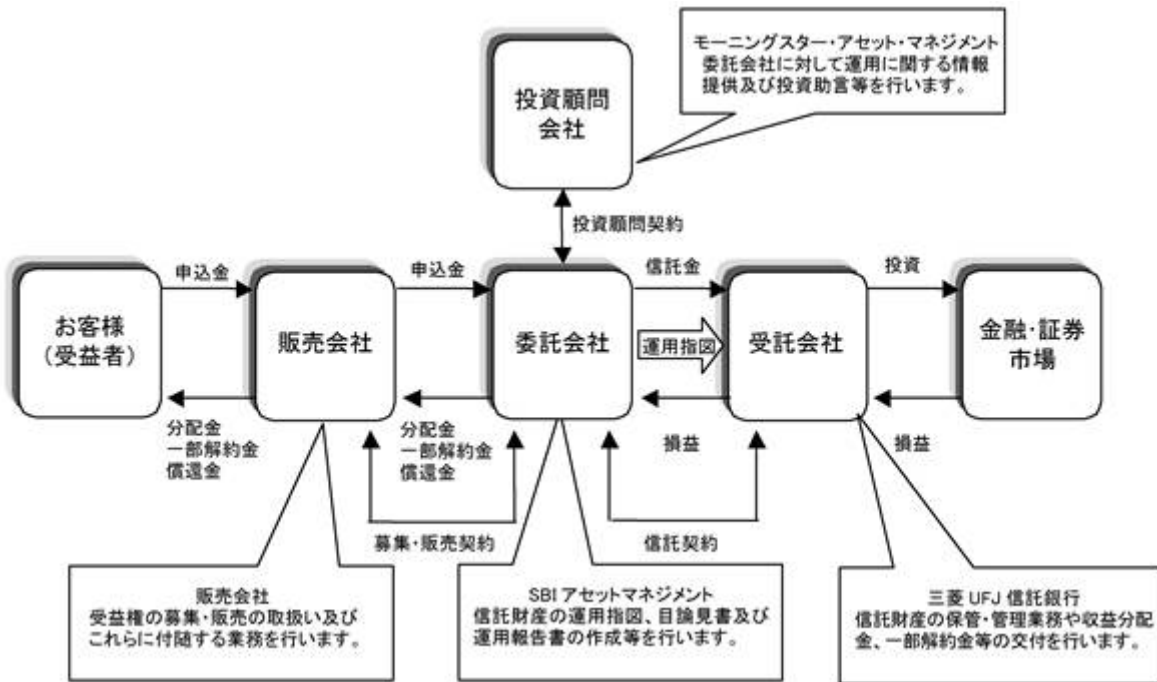 モーニングスター・アセット・マネジメント
委託会社に対して運用に関する情報
提供及び投資助言等を行います。
投資顧問
会社
投資顧問契約
申込金
申込金
信託金
投資
お客様
(受益者)
販売会社
委託会社
運用指図
受託会社
金融・証券
市場
分配金
一部解約金
償還金
分配金
一部解約金
償還金
損益
損益
募集・販売契約
信託契約
販売会社
受益権の募集・販売の取扱い及び
これらに付随する業務を行います。
SBI アセットマネジメント
信託財産の運用指図、目論見書及び
運用報告書の作成等を行います。
三菱 UFJ 信託銀行
信託財産の保管・管理業務や収益分配
金、一部解約金等の交付を行います。